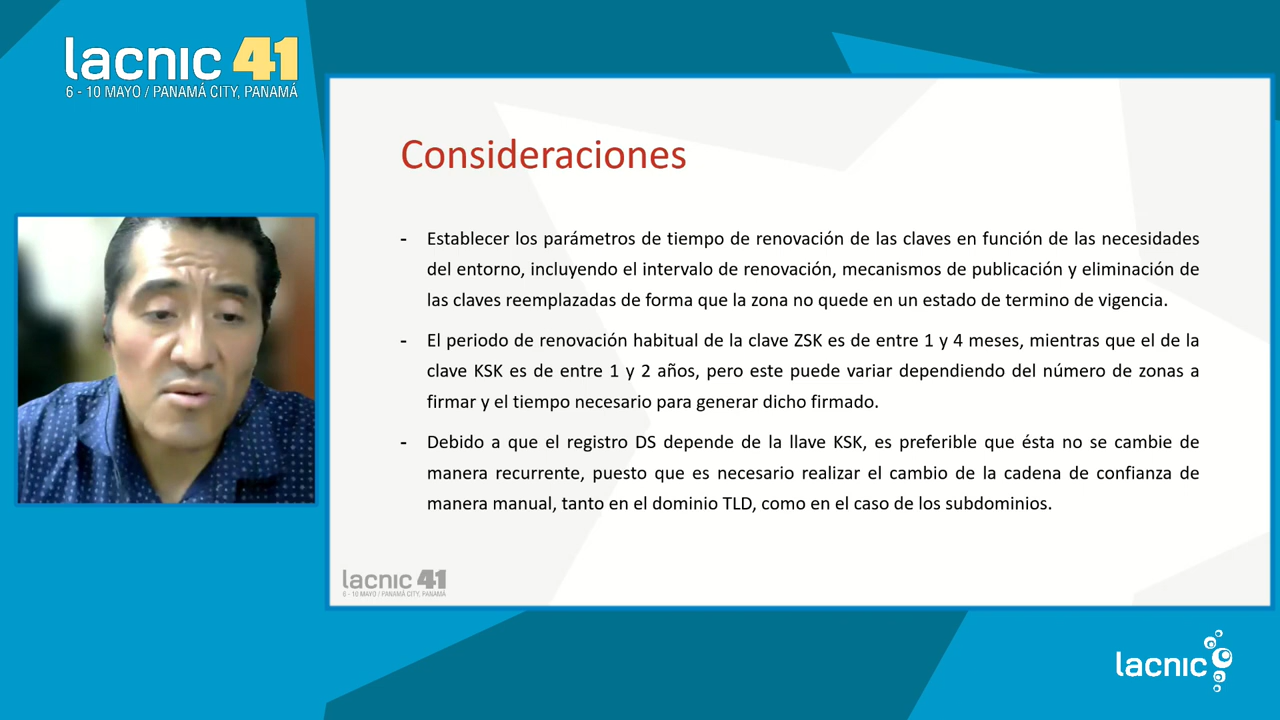 lacnic 41
6 - 10 MAYO / PANAMÁ CITY, PANAMÁ
Consideraciones
- Establecer los parámetros de tiempo de renovación de las claves en función de las necesidades
del entorno, incluyendo el intervalo de renovación, mecanismos de publicación y eliminación de
las claves reemplazadas de forma que la zona no quede en un estado de termino de vigencia.
- El periodo de renovación habitual de la clave ZSK es de entre 1 y 4 meses, mientras que el de la
clave KSK es de entre 1 y 2 años, pero este puede variar dependiendo del número de zonas a
firmar y el tiempo necesario para generar dicho firmado.
- Debido a que el registro DS depende de la llave KSK, es preferible que ésta no se cambie de
manera recurrente, puesto que es necesario realizar el cambio de la cadena de confianza de
manera manual, tanto en el dominio TLD, como en el caso de los subdominios.
lacnic 41
6 - 10 MAYO / PANAMÁ CITY, PANAMÁ
lacnic